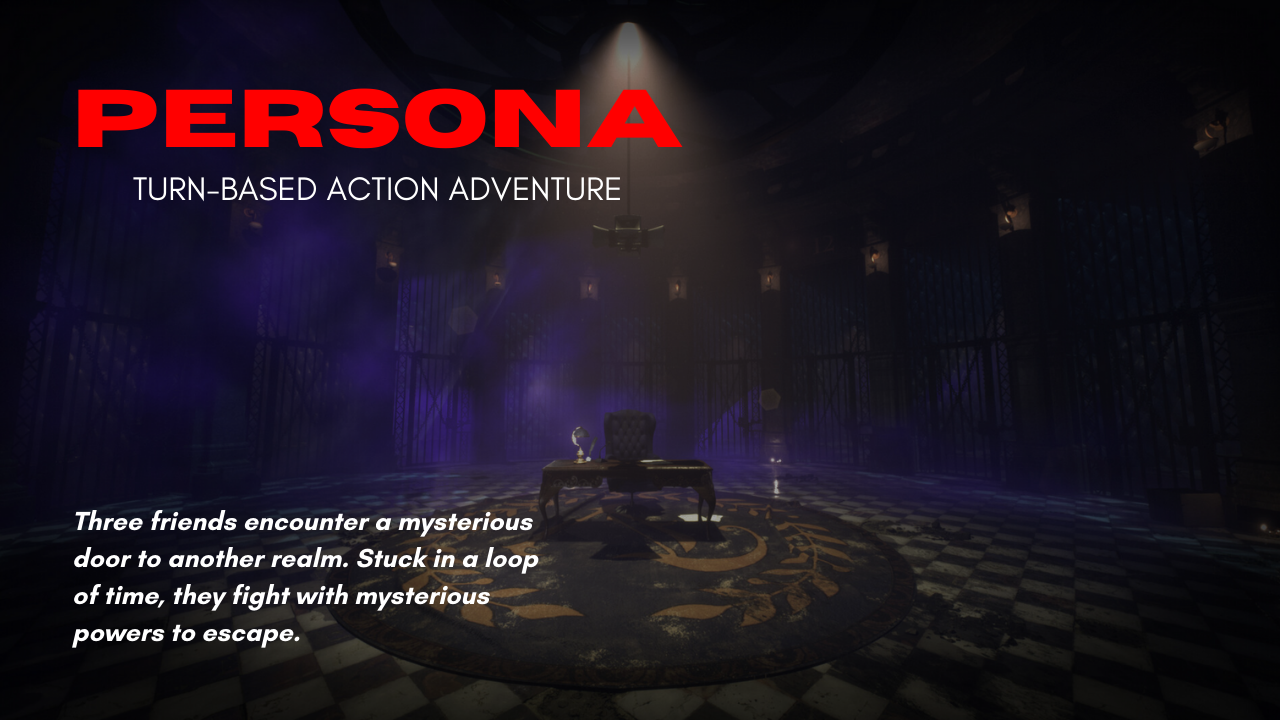 PERSONA
TURN-BASED ACTION ADVENTURE
Three friends encounter a mysterious
door to another realm. Stuck in a loop
of time, they fight with mysterious
powers to escape.